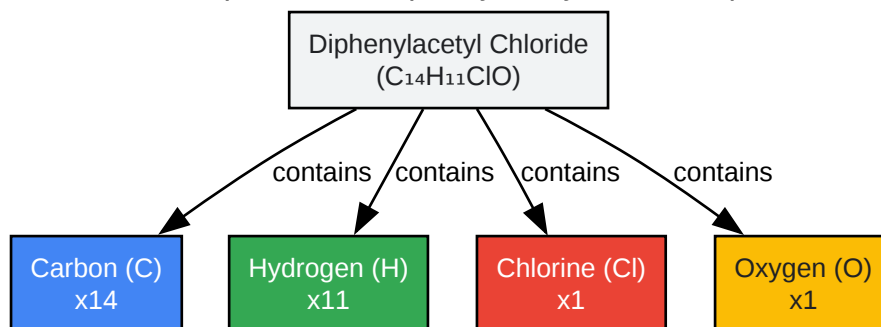 Diphenylacetyl Chloride
(C₁₄H₁₁ClO)
contains contains contains contains
Carbon (C)
x14
Hydrogen (H)
x11
Chlorine (Cl)
x1
Oxygen (O)
x1